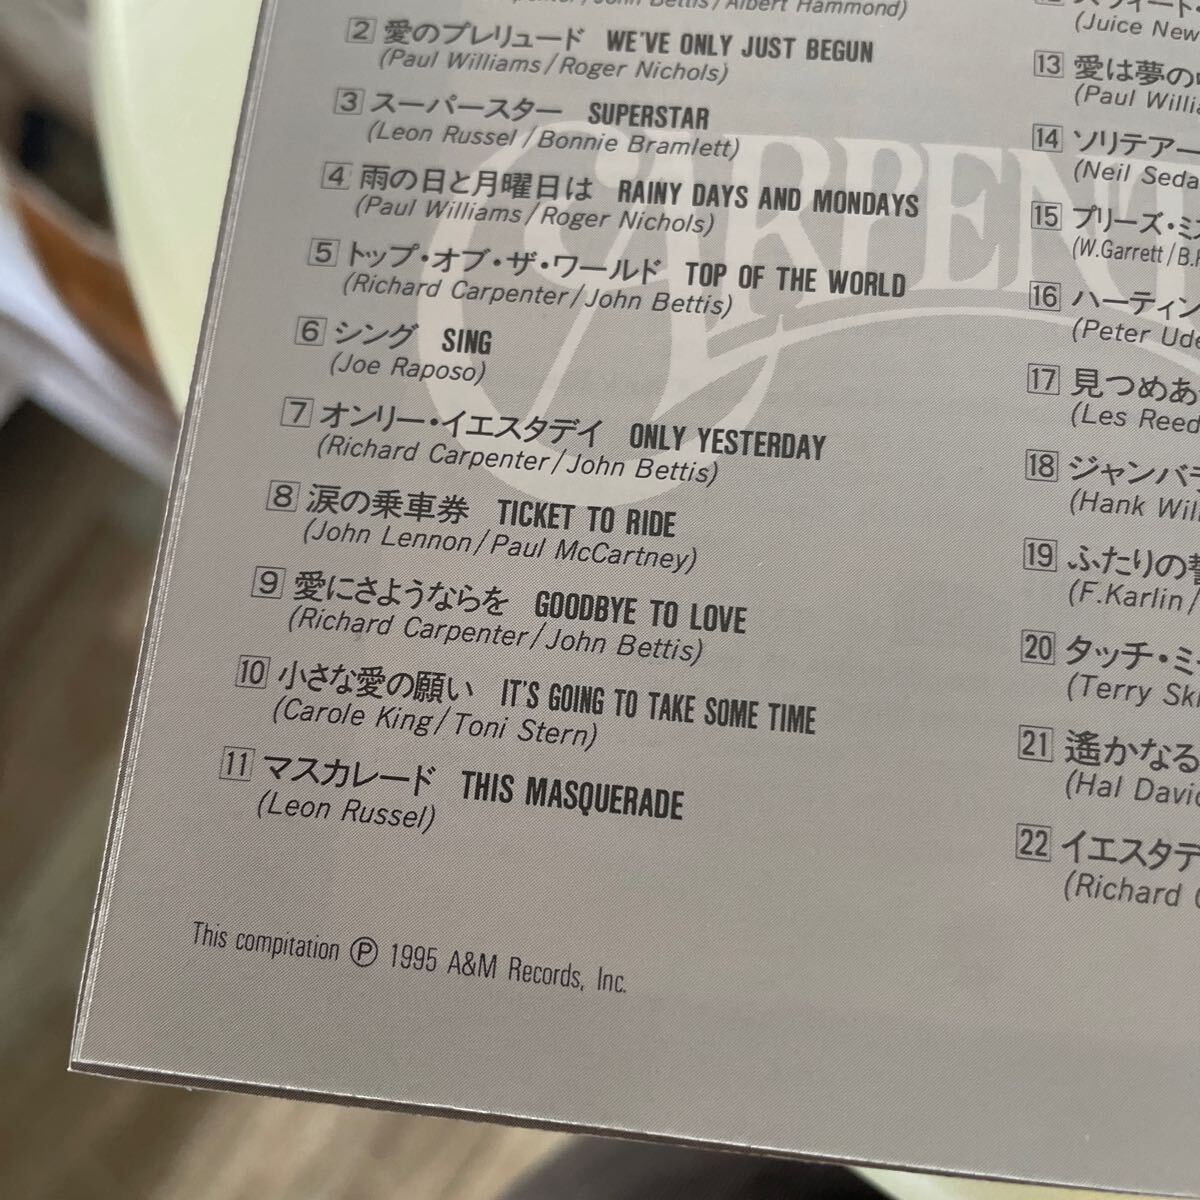 John Bettis/Albert Hammond)
2 愛のプレリュード WE'VE ONLY JUST BEGUN
(Paul Williams/Roger Nichols)
3 スーパースター SUPERSTAR
(Leon Russel/Bonnie Bramlett)
4 雨の日と月曜日は RAINY DAYS AND MONDAYS
(Paul Williams/Roger Nichols)
5 トップ・オブ・ザ・ワールド TOP OF THE WORLD
(Richard Carpenter/John Bettis)
6 シング SING
(Joe Raposo)
7 オンリー・イエスタデイ ONLY YESTERDAY
(Richard Carpenter/John Bettis)
8 涙の乗車券 TICKET TO RIDE
(John Lennon/Paul McCartney)
9 愛にさようならを GOODBYE TO LOVE
(Richard Carpenter/John Bettis)
10 小さな愛の願い IT'S GOING TO TAKE SOME TIME
(Carole King/Toni Stern)
11 マスカレード THIS MASQUERADE
(Leon Russel)
This compitation Ⓟ 1995 A&M Records, Inc.
(Juice New
13 愛は夢の
(Paul Willia
14 ソリテアー
(Neil Seda
15 プリーズ・ミス
(W.Garrett/B.
16 ハーティン
(Peter Ude
17 見つめあ
(Les Reed
18 ジャンバ
(Hank Wil
19 ふたりの
(F.Karlin/
20 タッチ・ミ
(Terry Sk
21 遙かなる
(Hal Davi
22 イエスタデ
(Richard
CARPENT